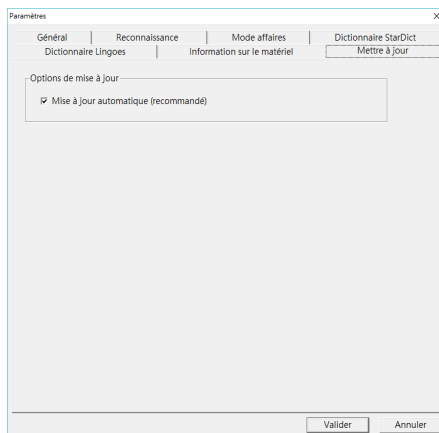 Paramètres
Général Reconnaissance Mode affaires Dictionnaire StarDict
Dictionnaire Lingoes Information sur le matériel Mettre à jour
Options de mise à jour
Mise à jour automatique (recommandé)
Valider Annuler